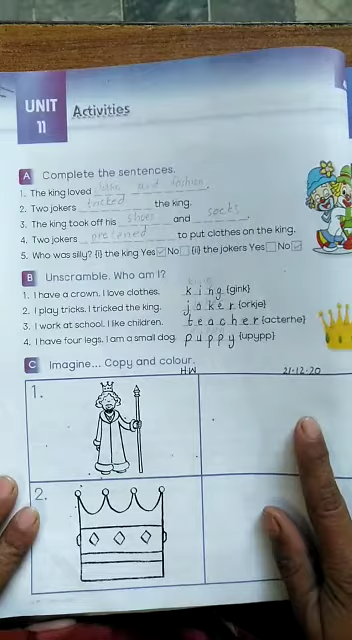 UNIT
11
Activities
A Complete the sentences.
1. The king loved and fashion.
2. Two jokers tricked the king.
3. The king took off his shoes and socks.
4. Two jokers pretened to put clothes on the king.
5. Who was silly? (i) the king Yes☑ No☐ (ii) the jokers Yes☐ No☑
B Unscramble. Who am I?
1. I have a crown. I love clothes. king {gink}
2. I play tricks. I tricked the king. joker {orkje}
3. I work at school. I like children. teacher {acterhe}
4. I have four legs. I am a small dog. puppy {upypp}
C Imagine... Copy and colour.
H.W 21-12-20
1.
2.